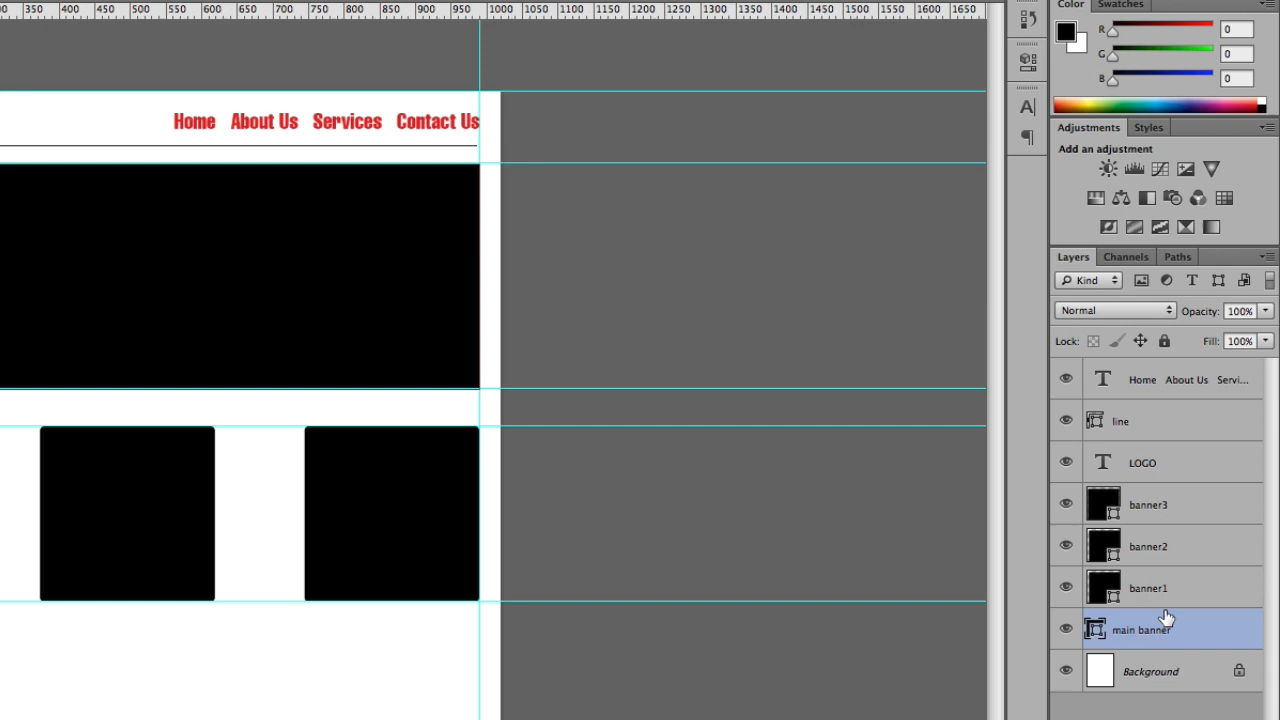 350 400 450 500 550 600 650 700 750 800 850 900 950 1000 1050 1100 1150 1200 1250 1300 1350 1400 1450 1500 1550 1600 1650
Color Swatches
R 0
G 0
B 0
Home About Us Services Contact Us
Adjustments Styles
Add an adjustment
Layers Channels Paths
Kind T
Normal Opacity: 100%
Lock: Fill: 100%
T Home About Us Servi...
line
T LOGO
banner3
banner2
banner1
main banner
Background